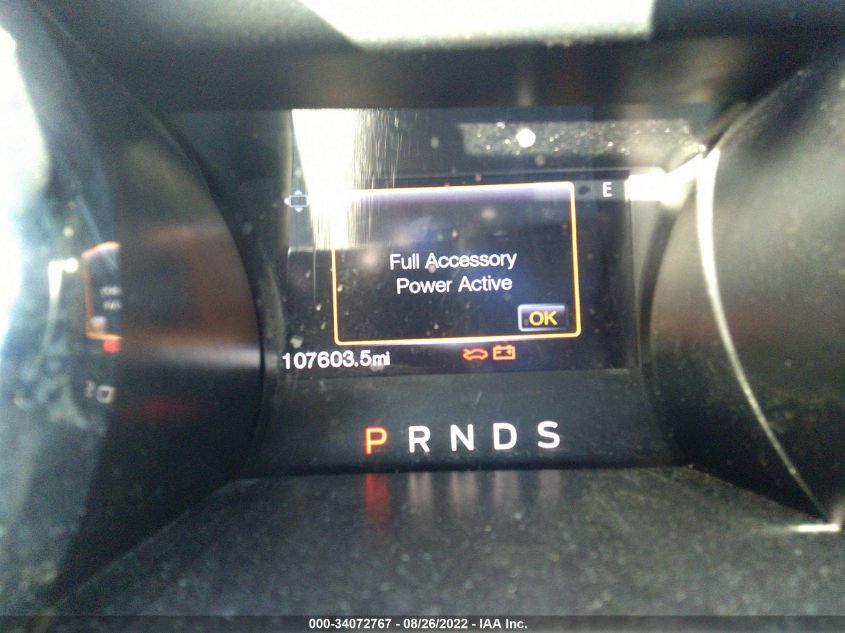 E
Full Accessory
Power Active
OK
107603.5mi
P R N D S
000-34072767 - 08/26/2022 - IAA Inc.